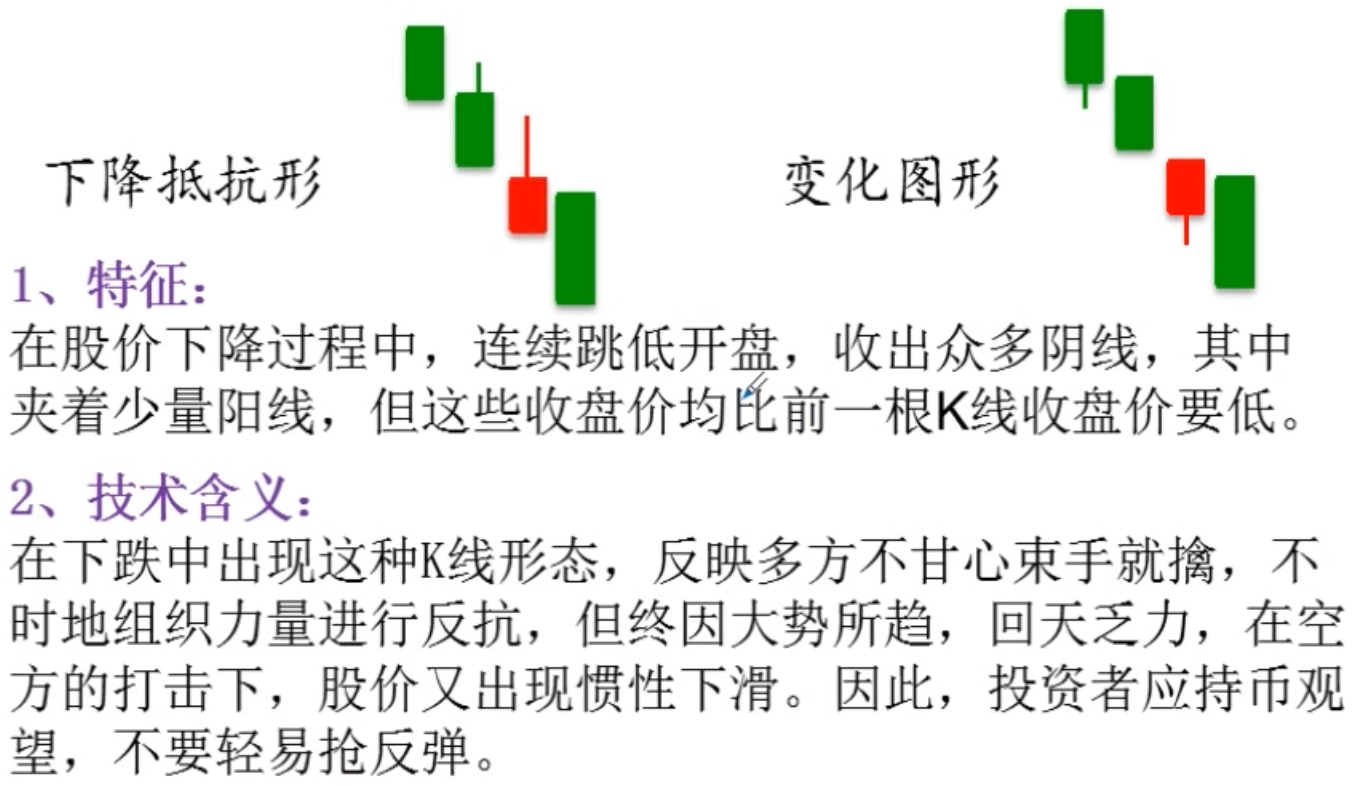 下降抵抗形
变化图形
1、特征：
在股价下降过程中，连续跳低开盘，收出众多阴线，其中
夹着少量阳线，但这些收盘价均比前一根K线收盘价要低。
2、技术含义：
在下跌中出现这种K线形态，反映多方不甘心束手就擒，不
时地组织力量进行反抗，但终因大势所趋，回天乏力，在空
方的打击下，股价又出现惯性下滑。因此，投资者应持币观
望，不要轻易抢反弹。